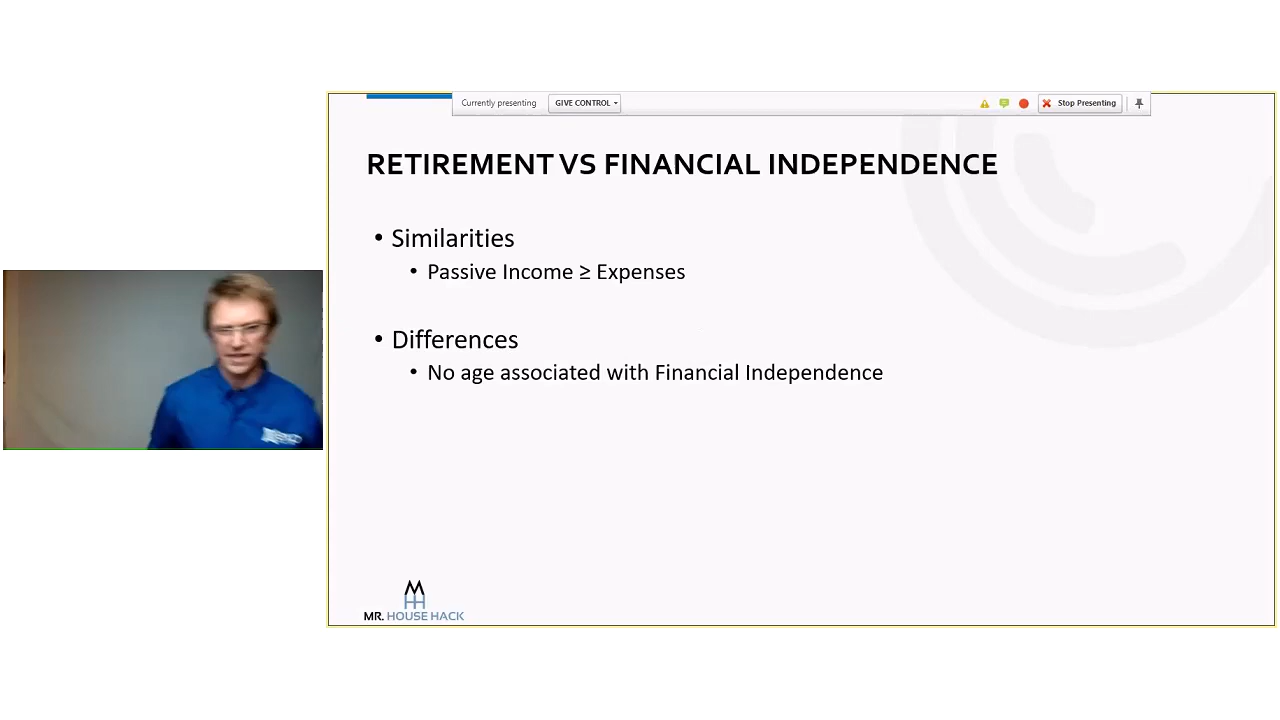 Currently presenting GIVE CONTROL Stop Presenting
RETIREMENT VS FINANCIAL INDEPENDENCE
• Similarities
• Passive Income ≥ Expenses
• Differences
• No age associated with Financial Independence
MR. HOUSE HACK